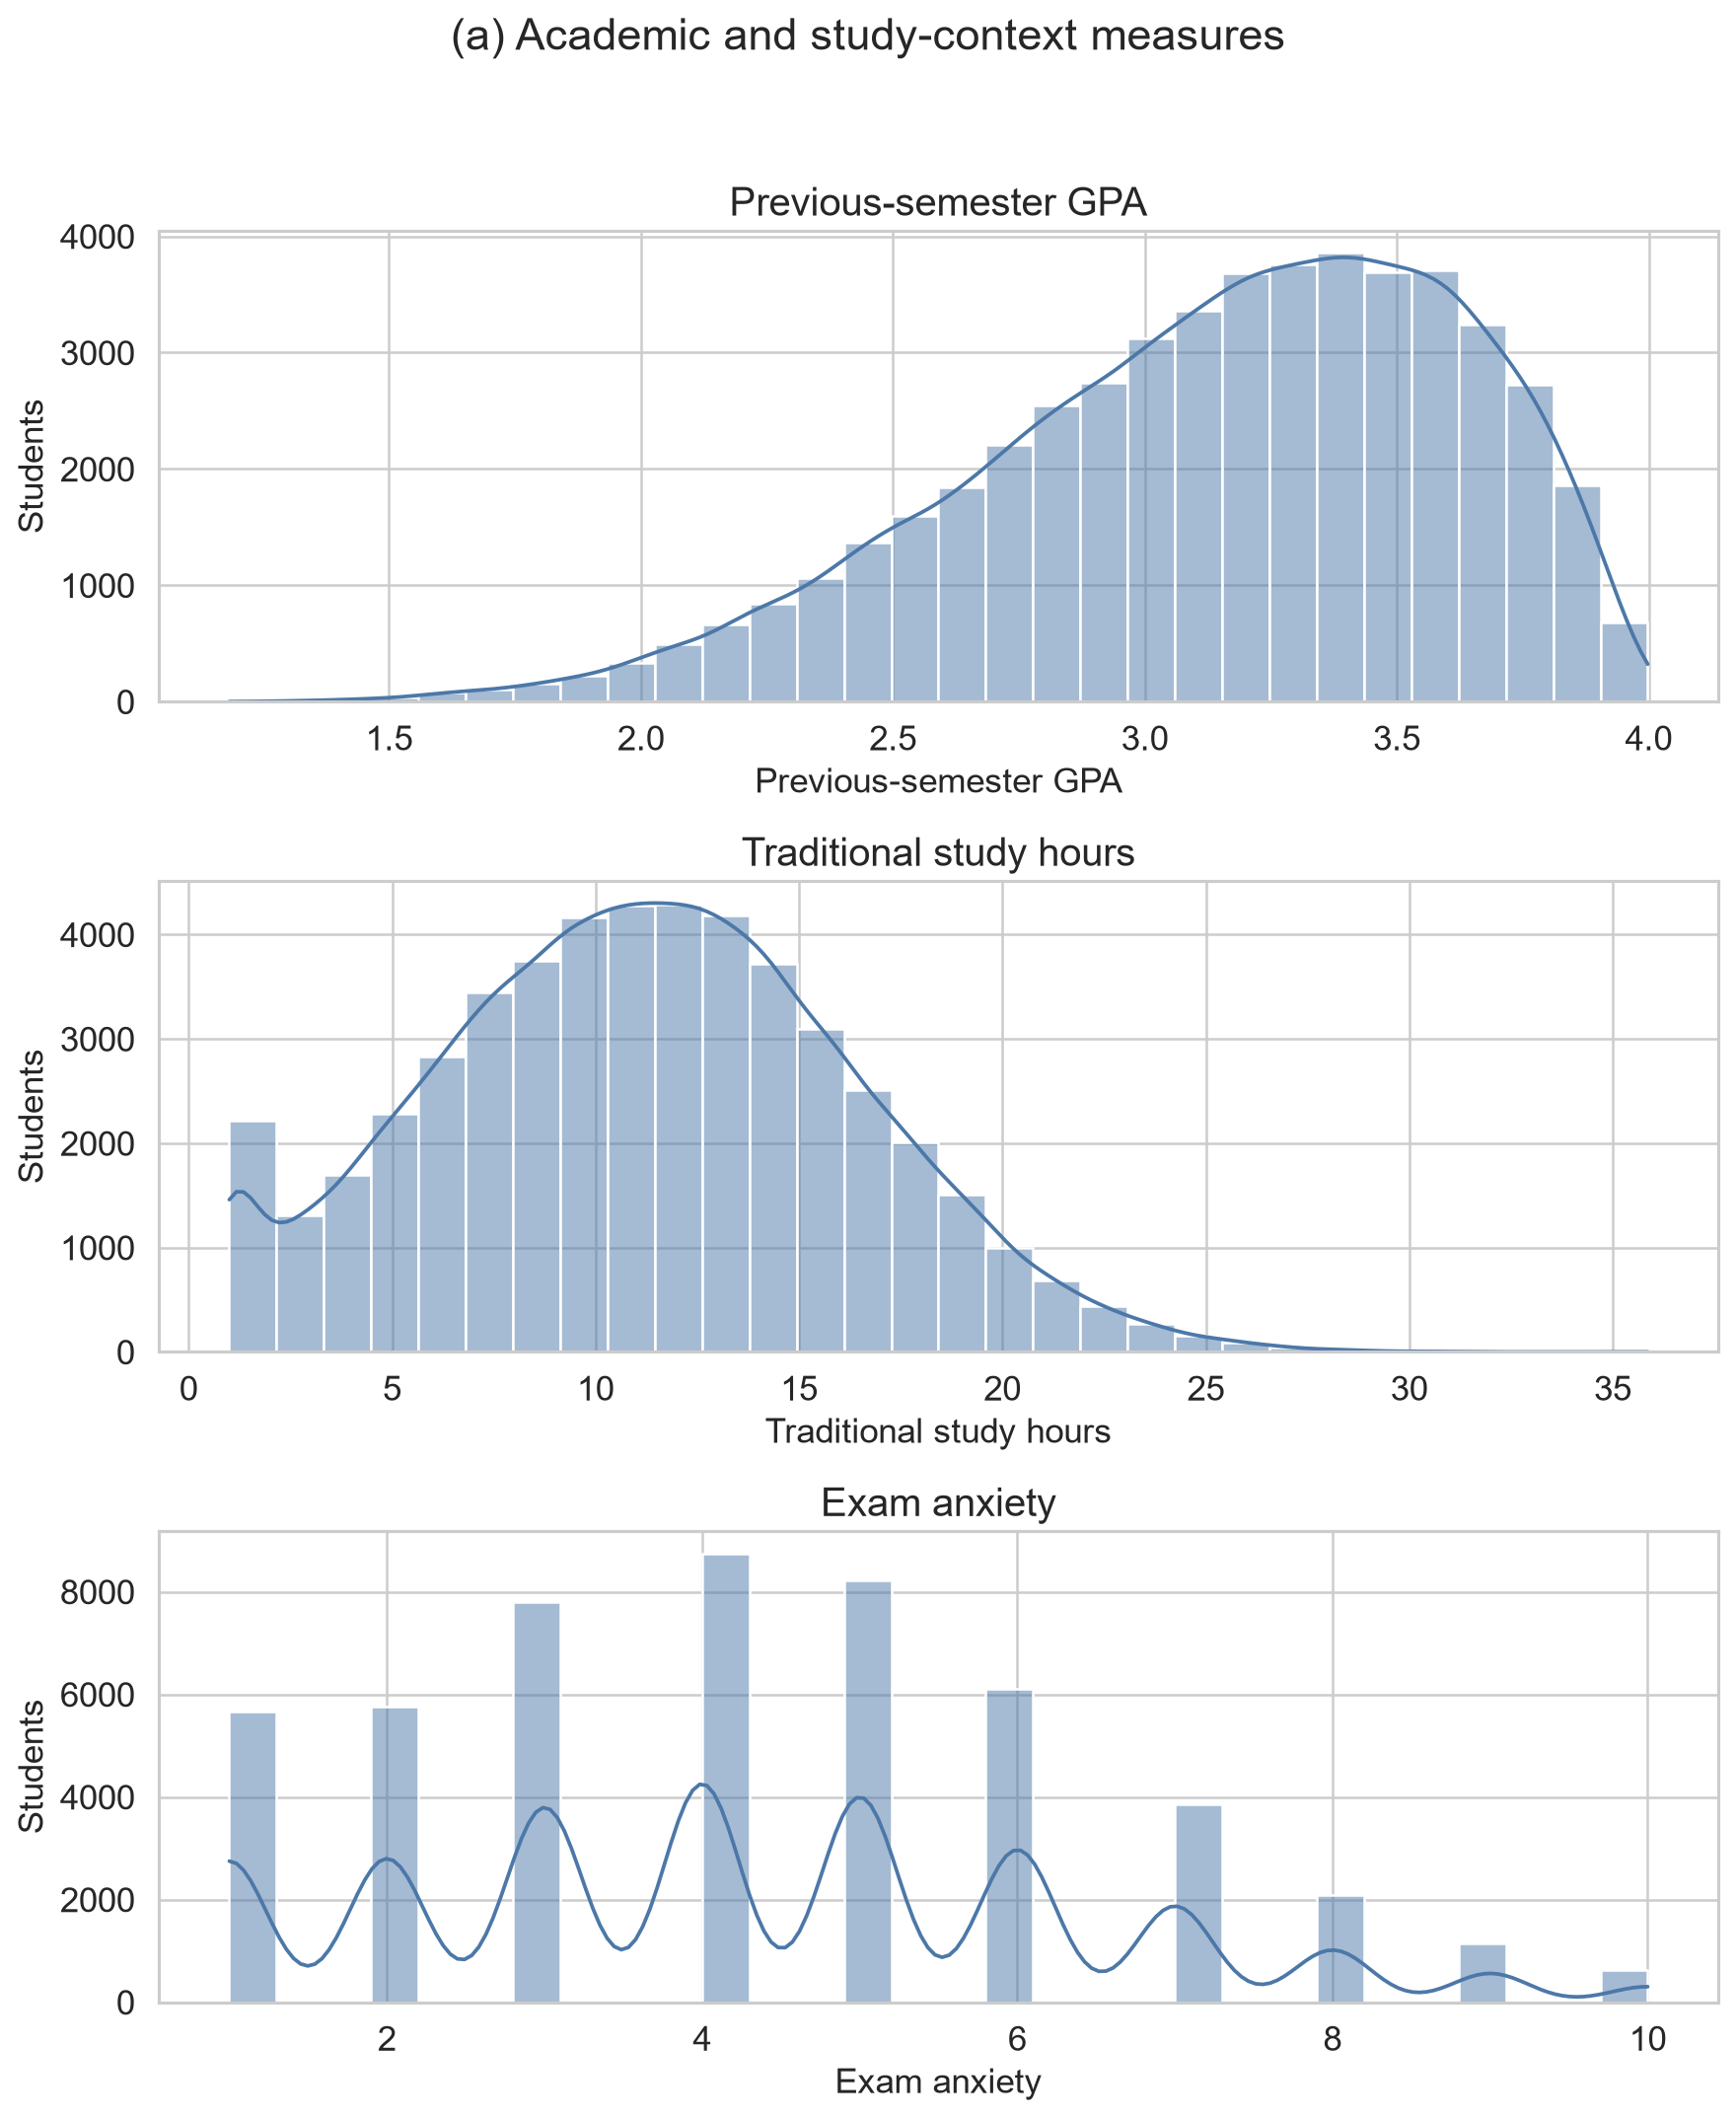 (a) Academic and study-context measures
Previous-semester GPA
4000
3000
2000
1000
0
Students
1.5 2.0 2.5 3.0 3.5 4.0
Previous-semester GPA
Traditional study hours
4000
3000
2000
1000
0
Students
0 5 10 15 20 25 30 35
Traditional study hours
Exam anxiety
8000
6000
4000
2000
0
Students
2 4 6 8 10
Exam anxiety